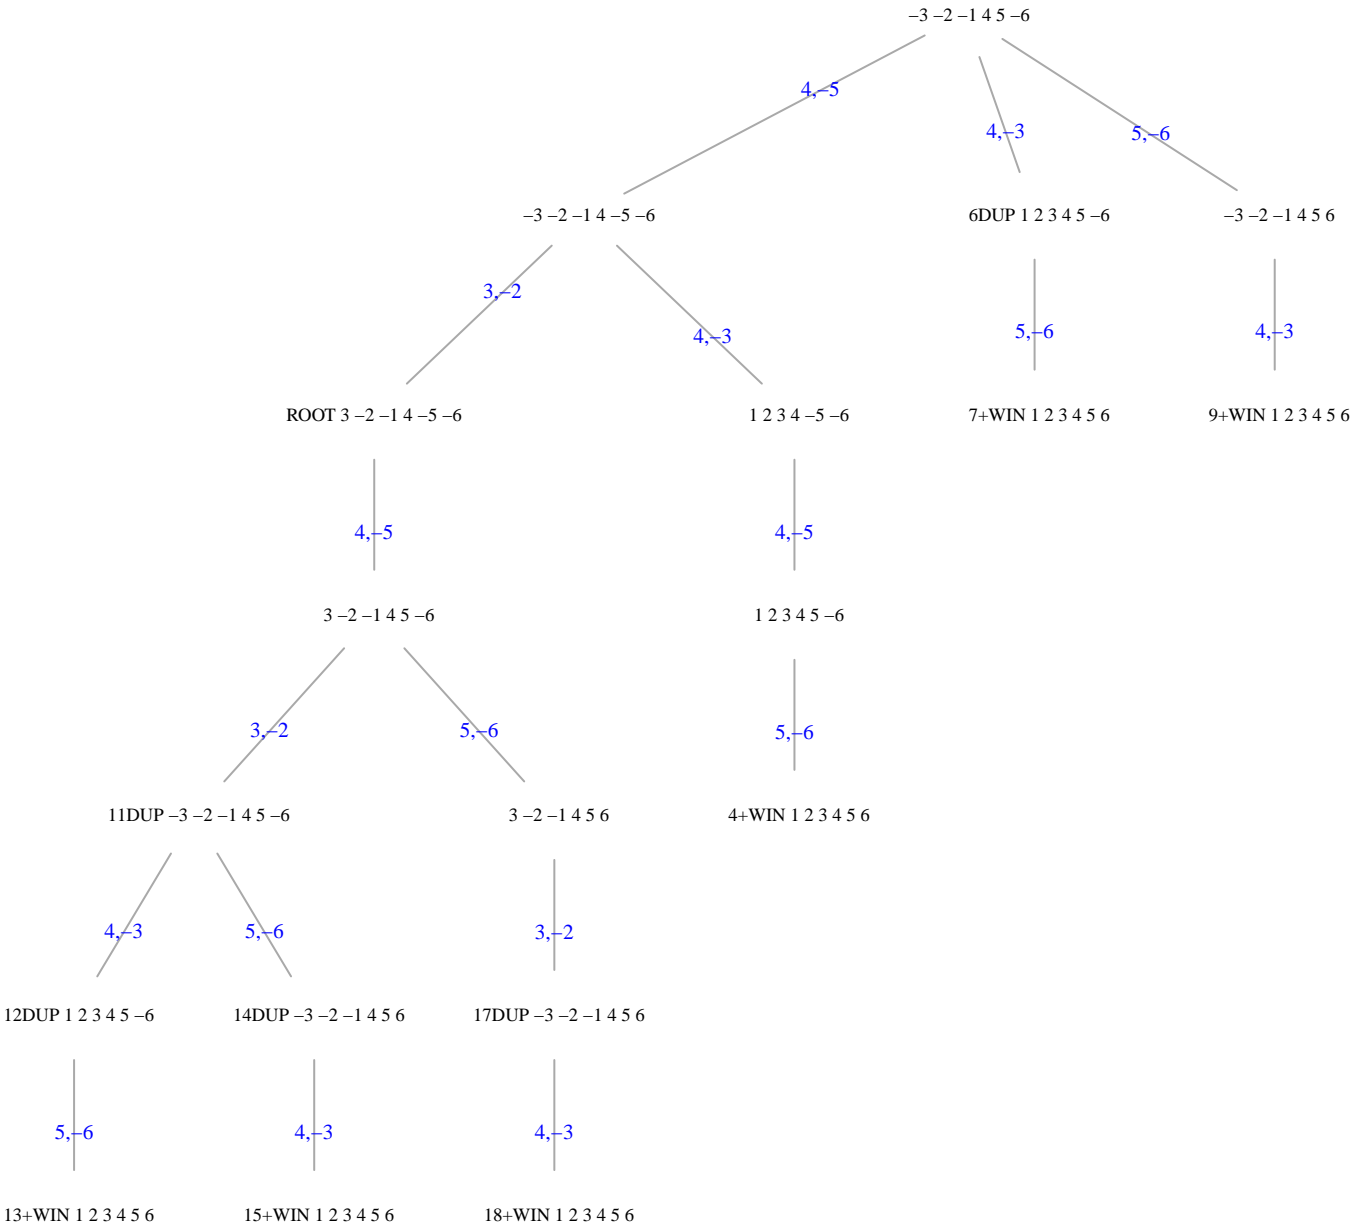 −3 −2 −1 4 5 −6
4,−5
4,−3
5,−6
−3 −2 −1 4 −5 −6
6DUP 1 2 3 4 5 −6
−3 −2 −1 4 5 6
3,−2
4,−3
5,−6
4,−3
ROOT 3 −2 −1 4 −5 −6
1 2 3 4 −5 −6
7+WIN 1 2 3 4 5 6
9+WIN 1 2 3 4 5 6
4,−5
4,−5
3 −2 −1 4 5 −6
1 2 3 4 5 −6
3,−2
5,−6
5,−6
11DUP −3 −2 −1 4 5 −6
3 −2 −1 4 5 6
4+WIN 1 2 3 4 5 6
4,−3
5,−6
3,−2
12DUP 1 2 3 4 5 −6
14DUP −3 −2 −1 4 5 6
17DUP −3 −2 −1 4 5 6
5,−6
4,−3
4,−3
13+WIN 1 2 3 4 5 6
15+WIN 1 2 3 4 5 6
18+WIN 1 2 3 4 5 6